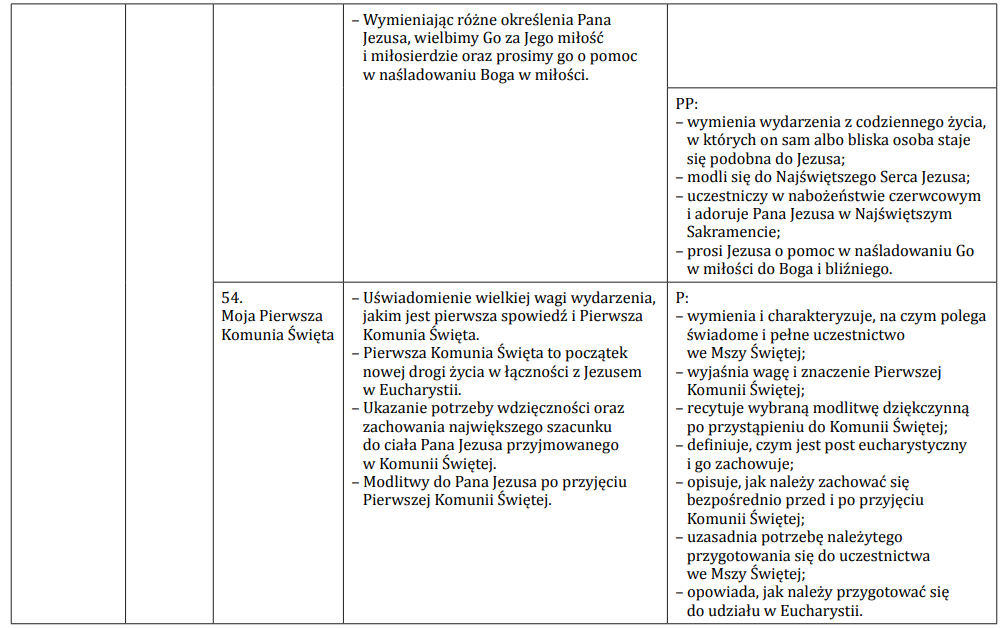 – Wymieniając różne określenia Pana
Jezusa, wielbimy Go za Jego miłość
i miłosierdzie oraz prosimy go o pomoc
w naśladowaniu Boga w miłości.
PP:
– wymienia wydarzenia z codziennego życia,
w których on sam albo bliska osoba staje
się podobna do Jezusa;
– modli się do Najświętszego Serca Jezusa;
– uczestniczy w nabożeństwie czerwcowym
i adoruje Pana Jezusa w Najświętszym
Sakramencie;
– prosi Jezusa o pomoc w naśladowaniu Go
w miłości do Boga i bliźniego.
54.
Moja Pierwsza
Komunia Święta
– Uświadomienie wielkiej wagi wydarzenia,
jakim jest pierwsza spowiedź i Pierwsza
Komunia Święta.
– Pierwsza Komunia Święta to początek
nowej drogi życia w łączności z Jezusem
w Eucharystii.
– Ukazanie potrzeby wdzięczności oraz
zachowania największego szacunku
do ciała Pana Jezusa przyjmowanego
w Komunii Świętej.
– Modlitwy do Pana Jezusa po przyjęciu
Pierwszej Komunii Świętej.
P:
– wymienia i charakteryzuje, na czym polega
świadome i pełne uczestnictwo
we Mszy Świętej;
– wyjaśnia wagę i znaczenie Pierwszej
Komunii Świętej;
– recytuje wybraną modlitwę dziękczynną
po przystąpieniu do Komunii Świętej;
– definiuje, czym jest post eucharystyczny
i go zachowuje;
– opisuje, jak należy zachować się
bezpośrednio przed i po przyjęciu
Komunii Świętej;
– uzasadnia potrzebę należytego
przygotowania się do uczestnictwa
we Mszy Świętej;
– opowiada, jak należy przygotować się
do udziału w Eucharystii.